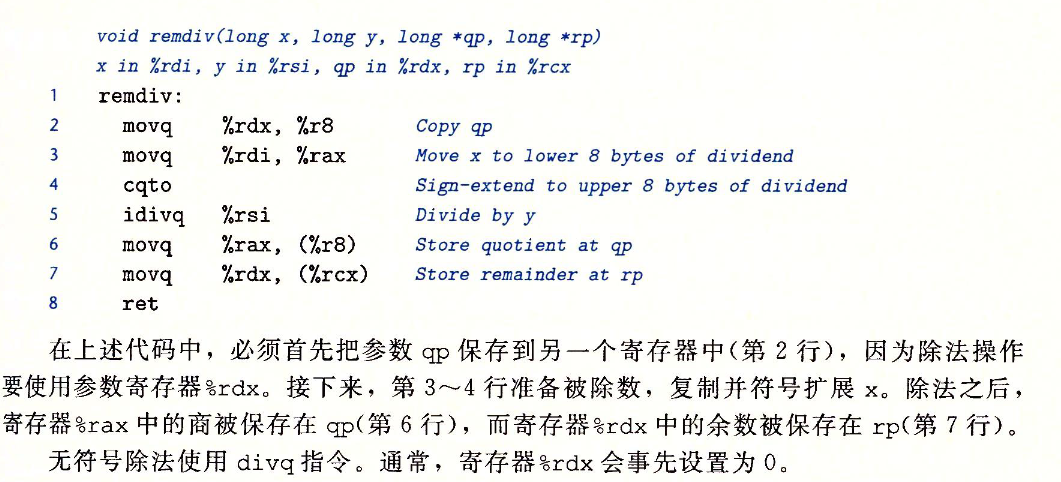 void remdiv(long x, long y, long *qp, long *rp)
x in %rdi, y in %rsi, qp in %rdx, rp in %rcx
1 remdiv:
2 movq %rdx, %r8 Copy qp
3 movq %rdi, %rax Move x to lower 8 bytes of dividend
4 cqto Sign-extend to upper 8 bytes of dividend
5 idivq %rsi Divide by y
6 movq %rax, (%r8) Store quotient at qp
7 movq %rdx, (%rcx) Store remainder at rp
8 ret
在上述代码中，必须首先把参数 qp 保存到另一个寄存器中(第 2 行)，因为除法操作
要使用参数寄存器%rdx。接下来，第 3～4 行准备被除数，复制并符号扩展 x。除法之后，
寄存器%rax 中的商被保存在 qp(第 6 行)，而寄存器%rdx 中的余数被保存在 rp(第 7 行)。
无符号除法使用 divq 指令。通常，寄存器%rdx 会事先设置为 0。